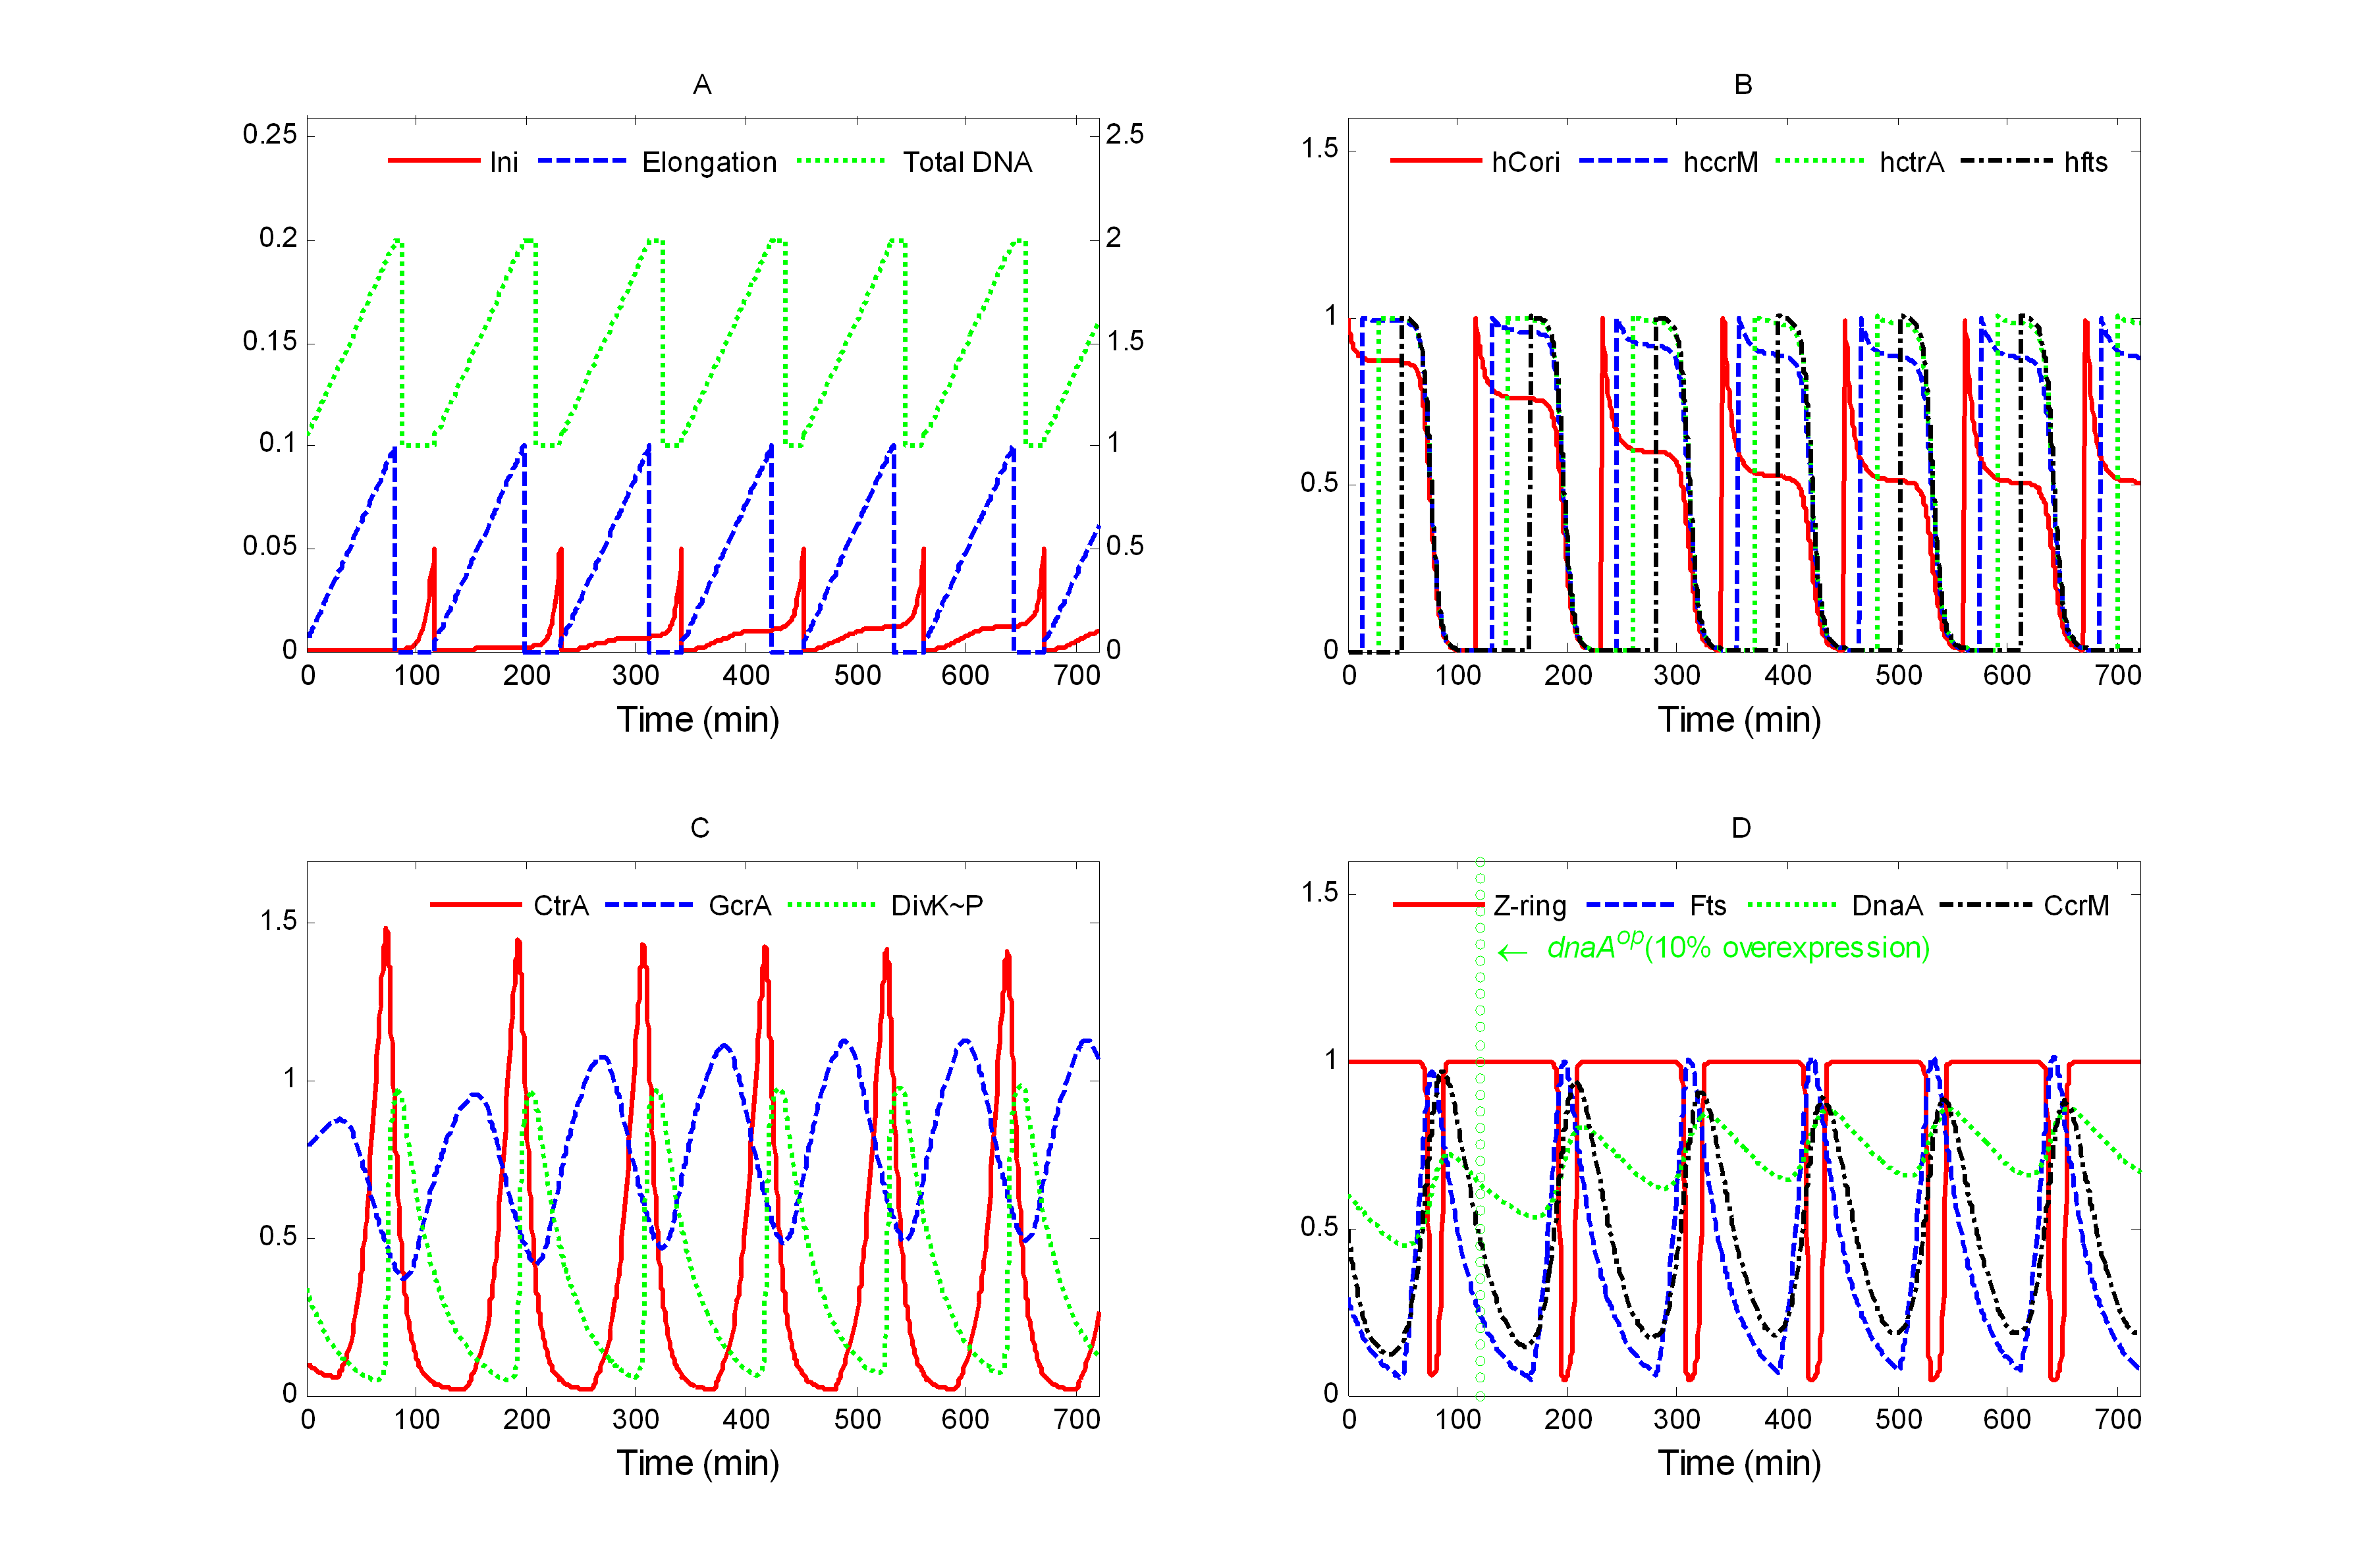 A
0.25
0.2
0.15
0.1
0.05
0
2.5
2
1.5
1
0.5
0
Ini Elongation Total DNA
0 100 200 300 400 500 600 700
Time (min)
B
1.5
1
0.5
0
hCori hccrM hctrA hfts
0 100 200 300 400 500 600 700
Time (min)
C
1.5
1
0.5
0
CtrA GcrA DivK~P
0 100 200 300 400 500 600 700
Time (min)
D
1.5
1
0.5
0
Z-ring Fts DnaA CcrM
← dnaA^op(10% overexpression)
0 100 200 300 400 500 600 700
Time (min)